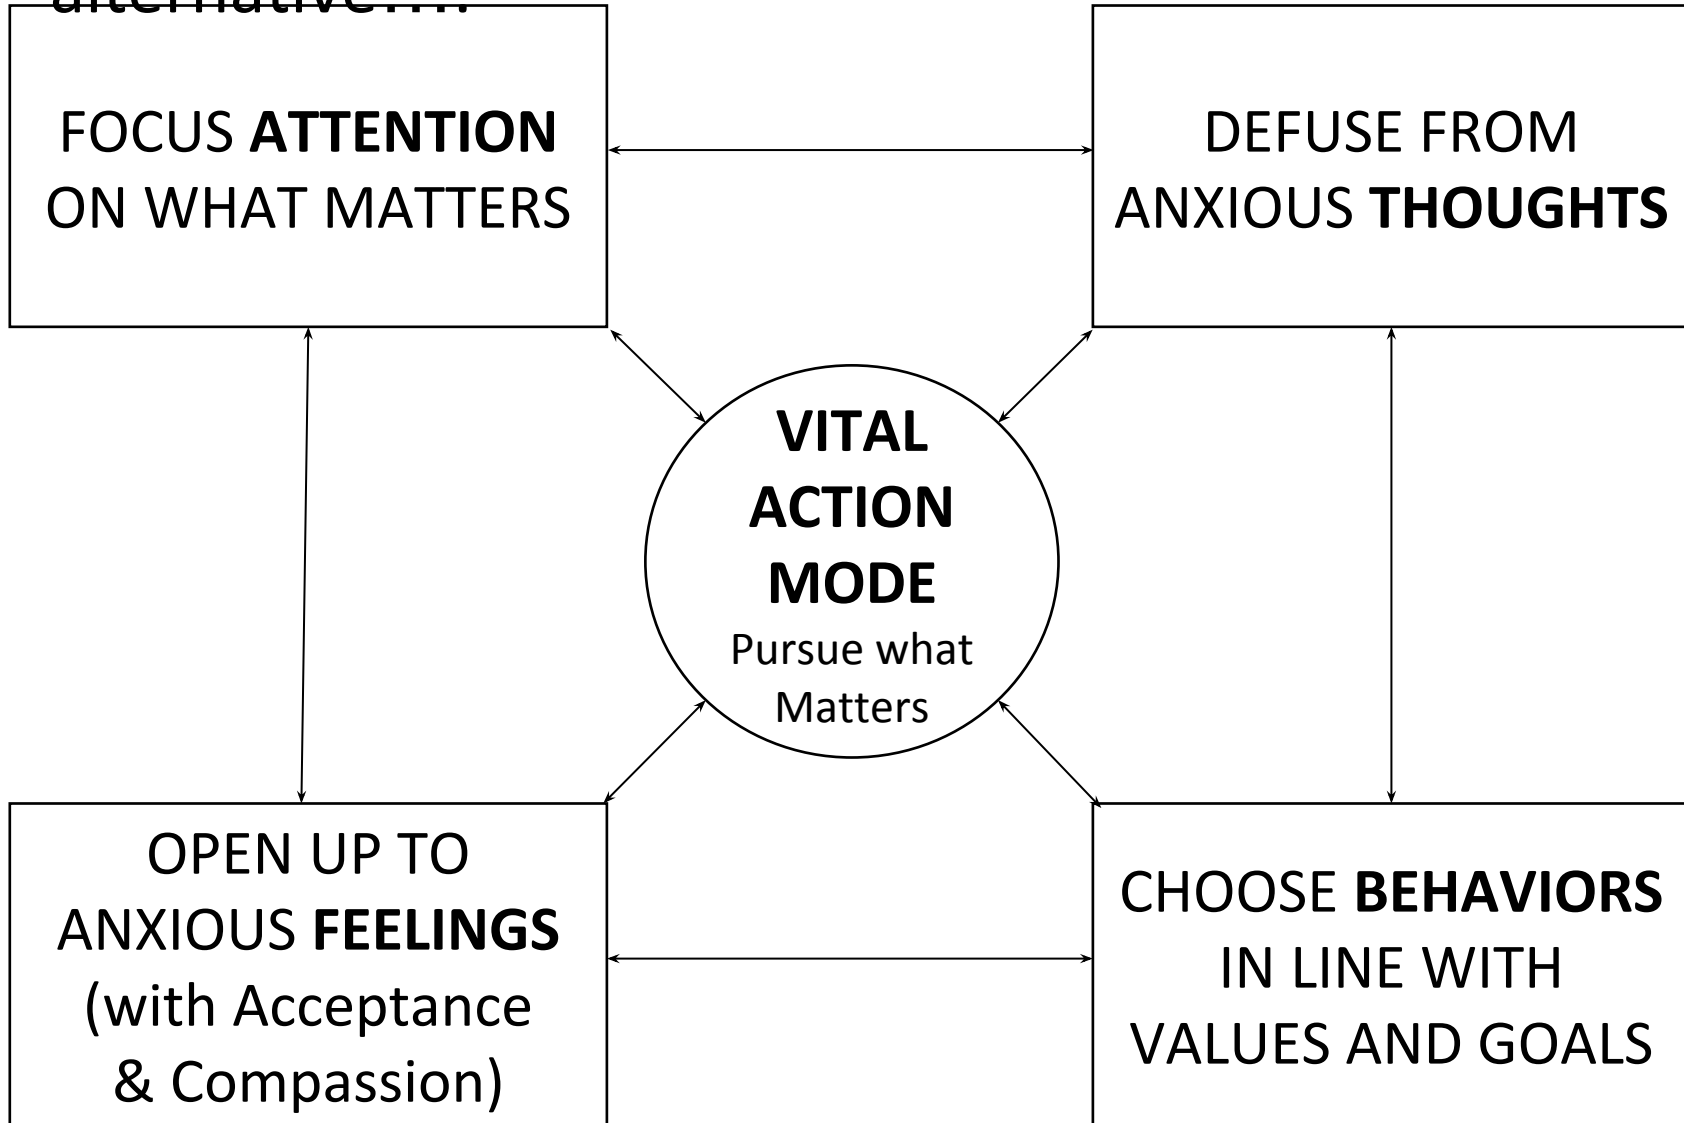 alternative….
FOCUS ATTENTION
ON WHAT MATTERS
DEFUSE FROM
ANXIOUS THOUGHTS
VITAL
ACTION
MODE
Pursue what
Matters
OPEN UP TO
ANXIOUS FEELINGS
(with Acceptance
& Compassion)
CHOOSE BEHAVIORS
IN LINE WITH
VALUES AND GOALS